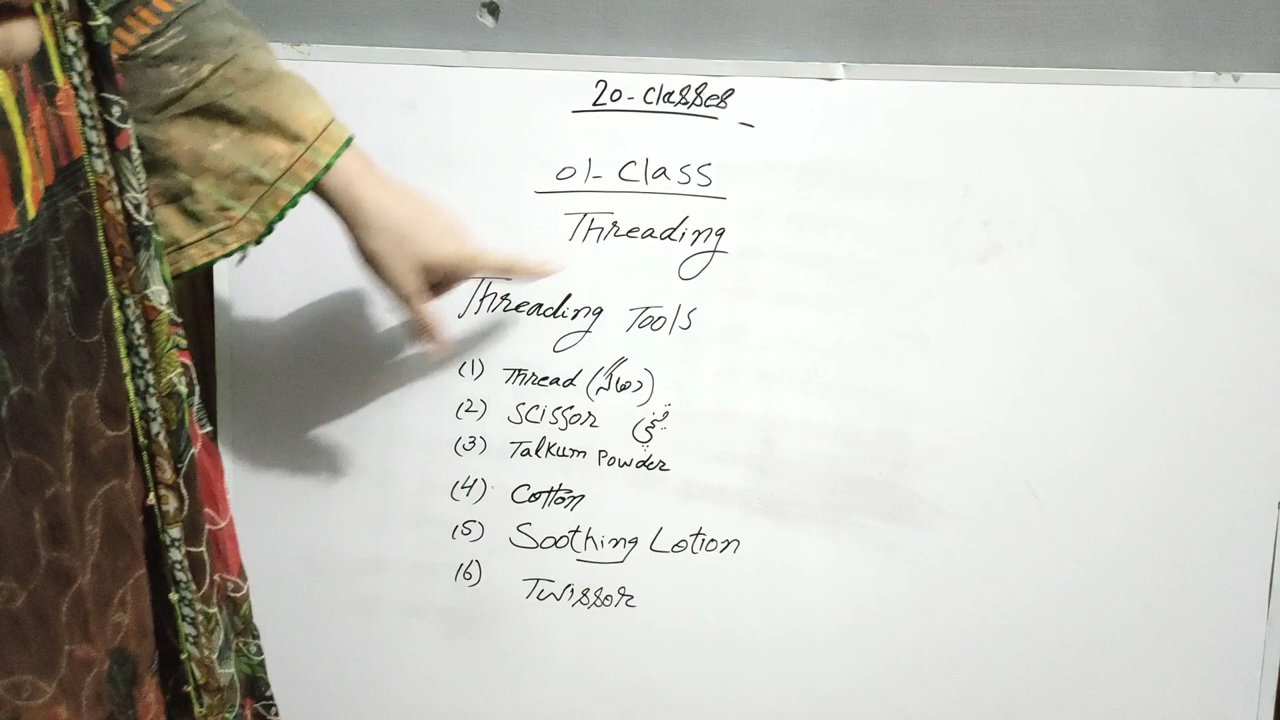 20-Classes
01-Class
Threading
Threading Tools
(1) Thread (دھاگہ)
(2) Scissor قینچی
(3) Talkum Powder
(4) Cotton
(5) Soothing Lotion
(6) Twissor